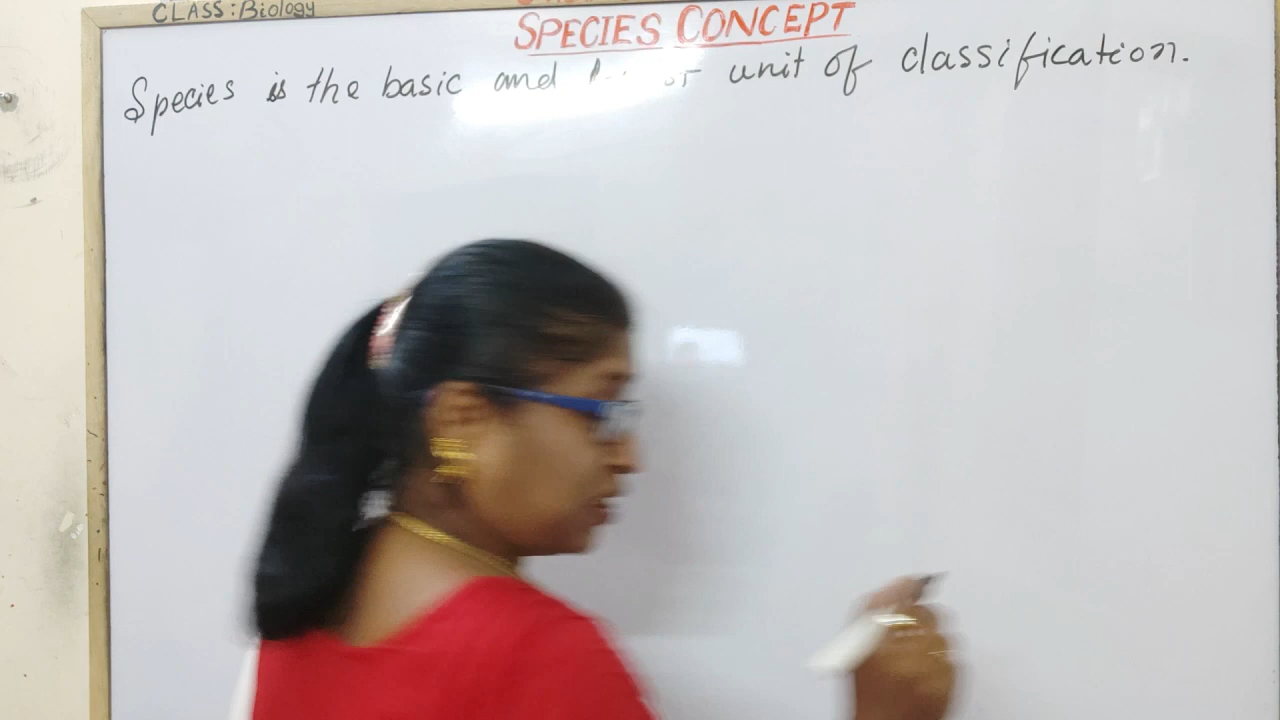 CLASS: Biology
SPECIES CONCEPT
Species is the basic and unit of classification.